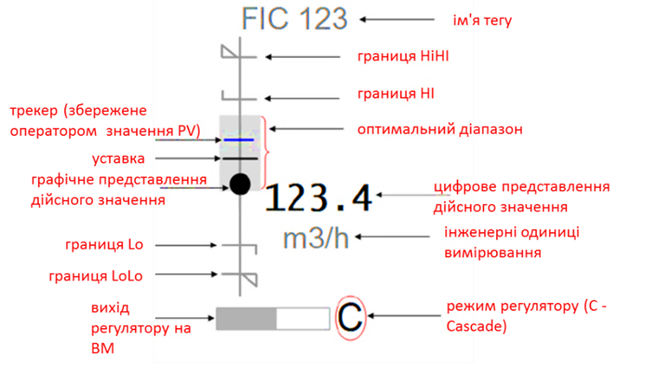 FIC 123
ім'я тегу
границя HiHI
границя HI
трекер (збережене
оператором значення PV)
оптимальний діапазон
уставка
графічне представлення
дійсного значення
123.4
цифрове представлення
дійсного значення
m3/h
інженерні одиниці
вимірювання
границя Lo
границя LoLo
вихід
регулятору на
ВМ
C
режим регулятору (C -
Cascade)